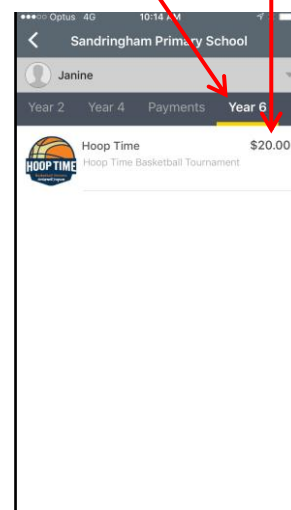 Optus 4G 10:14 AM
Sandringham Primary School
Janine
Year 2 Year 4 Payments Year 6
Hoop Time $20.00
Hoop Time Basketball Tournament
HOOP TIME